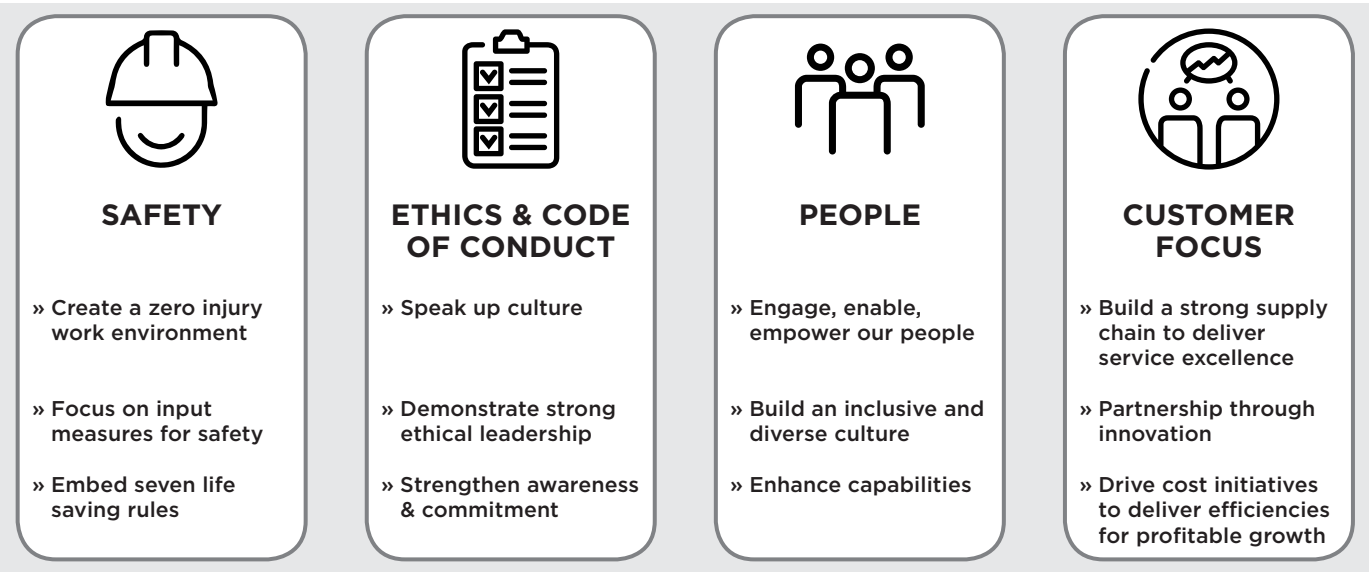 SAFETY
» Create a zero injury
work environment
» Focus on input
measures for safety
» Embed seven life
saving rules
ETHICS & CODE
OF CONDUCT
» Speak up culture
» Demonstrate strong
ethical leadership
» Strengthen awareness
& commitment
PEOPLE
» Engage, enable,
empower our people
» Build an inclusive and
diverse culture
» Enhance capabilities
CUSTOMER
FOCUS
» Build a strong supply
chain to deliver
service excellence
» Partnership through
innovation
» Drive cost initiatives
to deliver efficiencies
for profitable growth